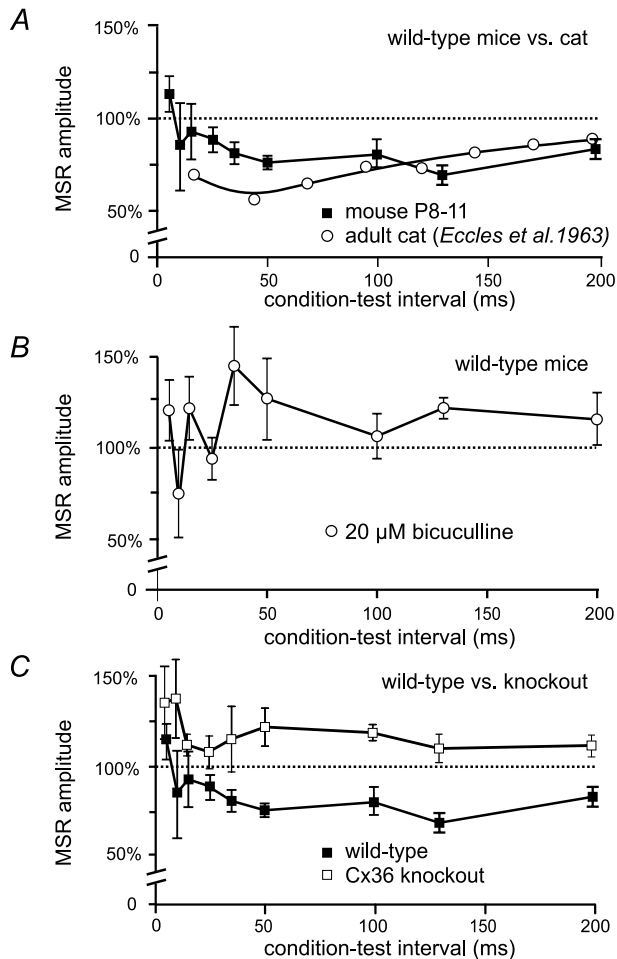 A
wild-type mice vs. cat
150%
100%
50%
0
MSR amplitude
mouse P8-11
adult cat (Eccles et al.1963)
0 50 100 150 200
condition-test interval (ms)
B
wild-type mice
150%
100%
50%
0
MSR amplitude
20 µM bicuculline
0 50 100 150 200
condition-test interval (ms)
C
wild-type vs. knockout
150%
100%
50%
0
MSR amplitude
wild-type
Cx36 knockout
0 50 100 150 200
condition-test interval (ms)